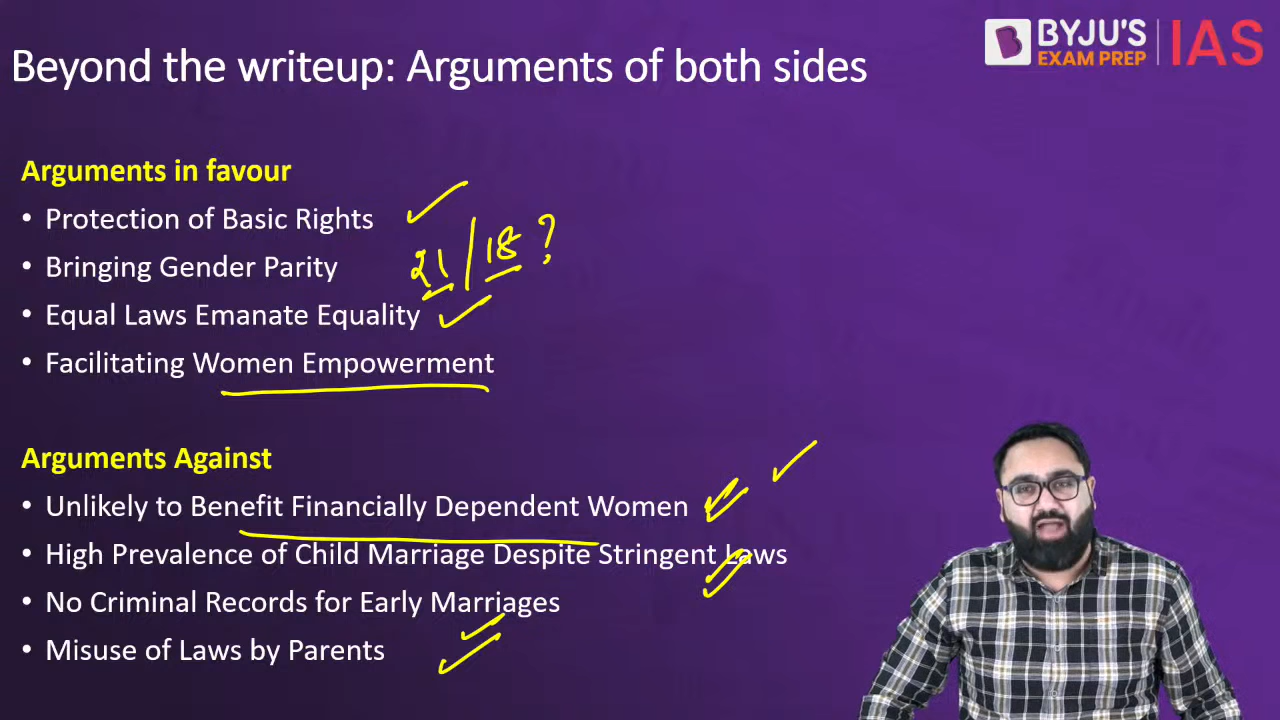 Beyond the writeup: Arguments of both sides
BYJU'S
EXAM PREP
IAS
Arguments in favour
• Protection of Basic Rights
• Bringing Gender Parity
21/18?
• Equal Laws Emanate Equality
• Facilitating Women Empowerment
Arguments Against
• Unlikely to Benefit Financially Dependent Women
• High Prevalence of Child Marriage Despite Stringent Laws
• No Criminal Records for Early Marriages
• Misuse of Laws by Parents